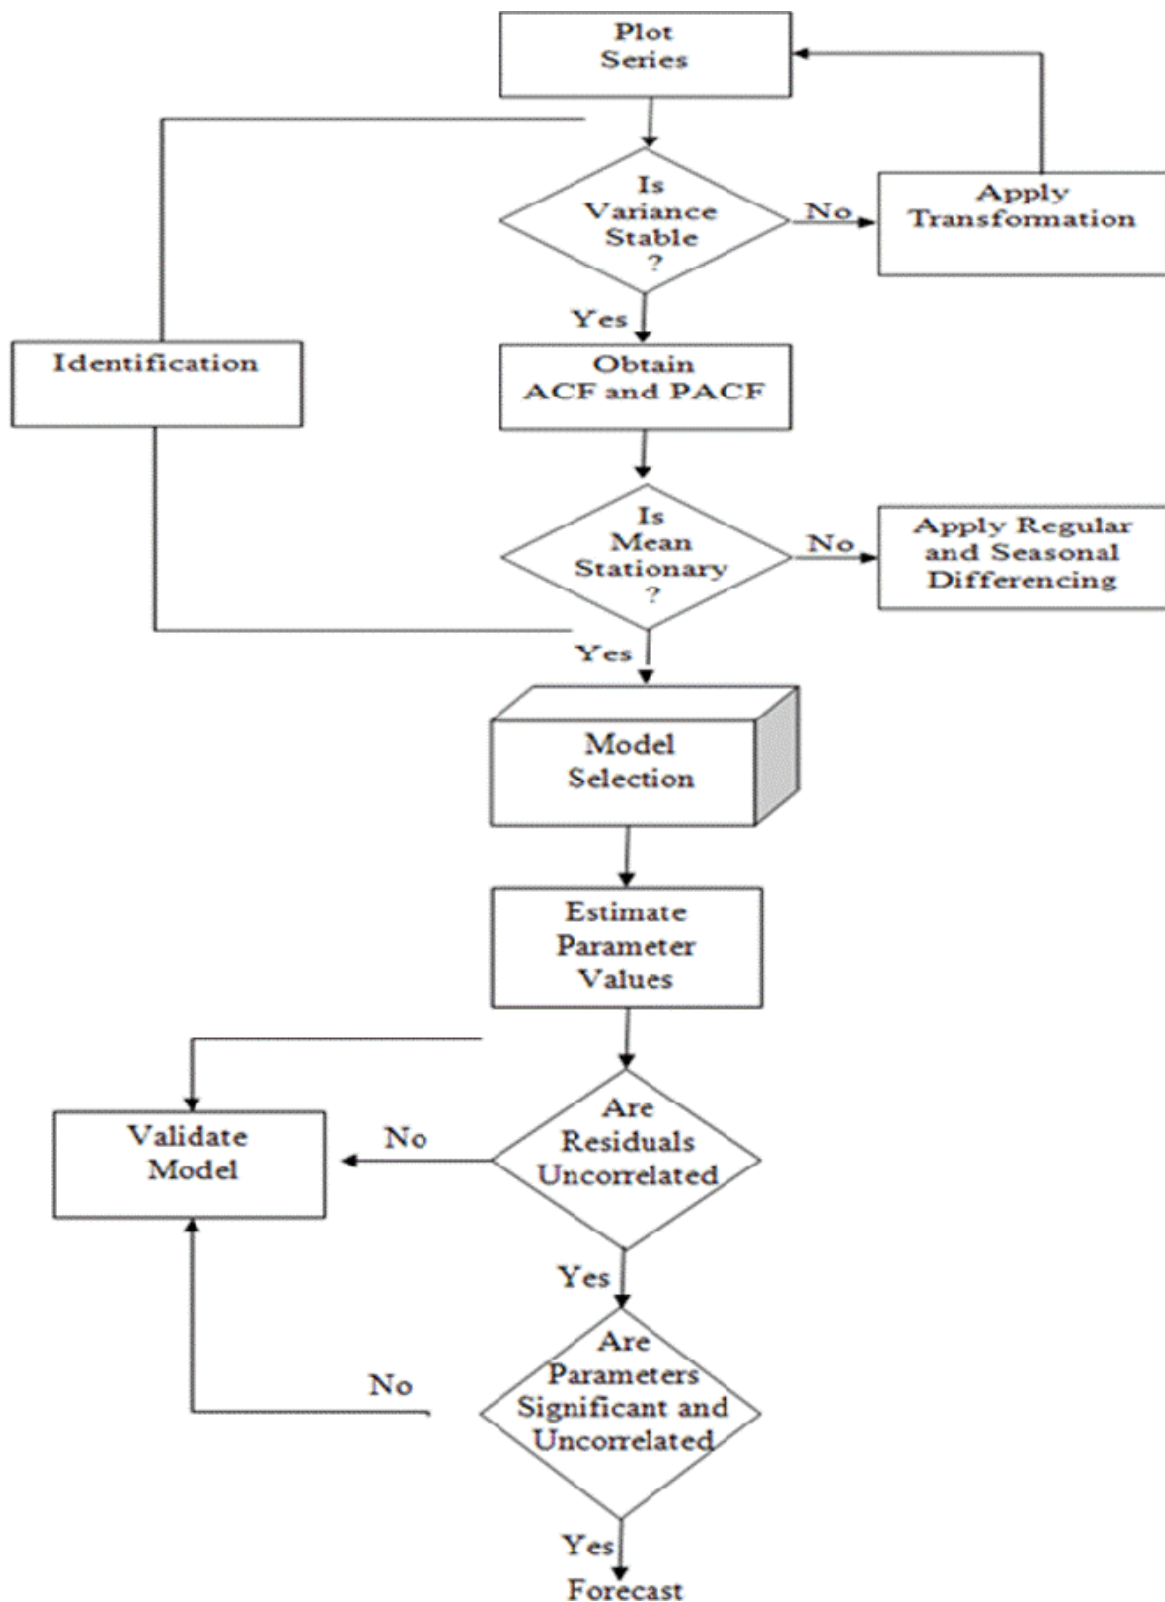 Plot
Series
Is
Variance
Stable
?
No
Apply
Transformation
Yes
Identification
Obtain
ACF and PACF
Is
Mean
Stationary
?
No
Apply Regular
and Seasonal
Differencing
Yes
Model
Selection
Estimate
Parameter
Values
Are
Residuals
Uncorrelated
No
Validate
Model
Yes
Are
Parameters
Significant and
Uncorrelated
No
Yes
Forecast